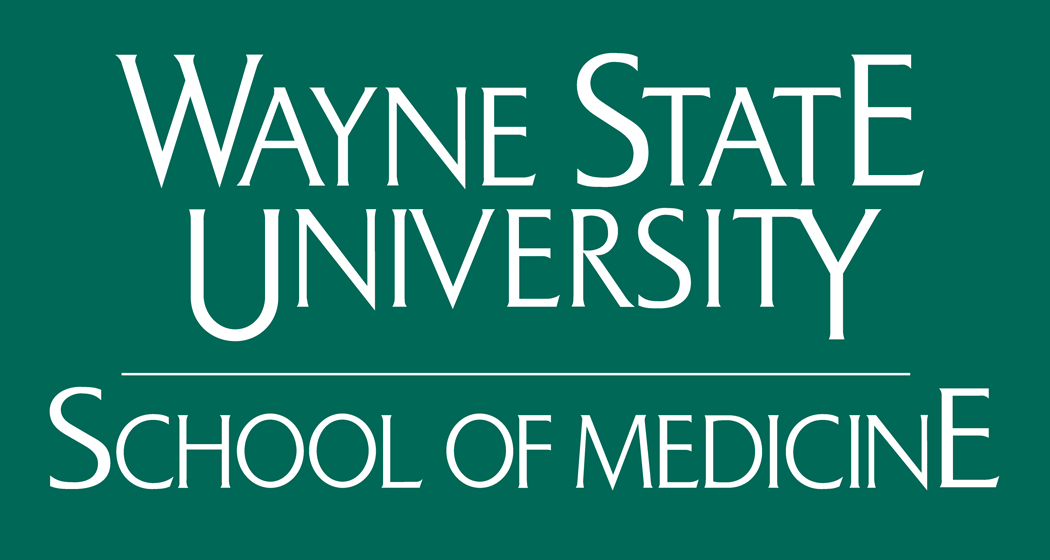 WAYNE STATE
UNIVERSITY
SCHOOL OF MEDICINE